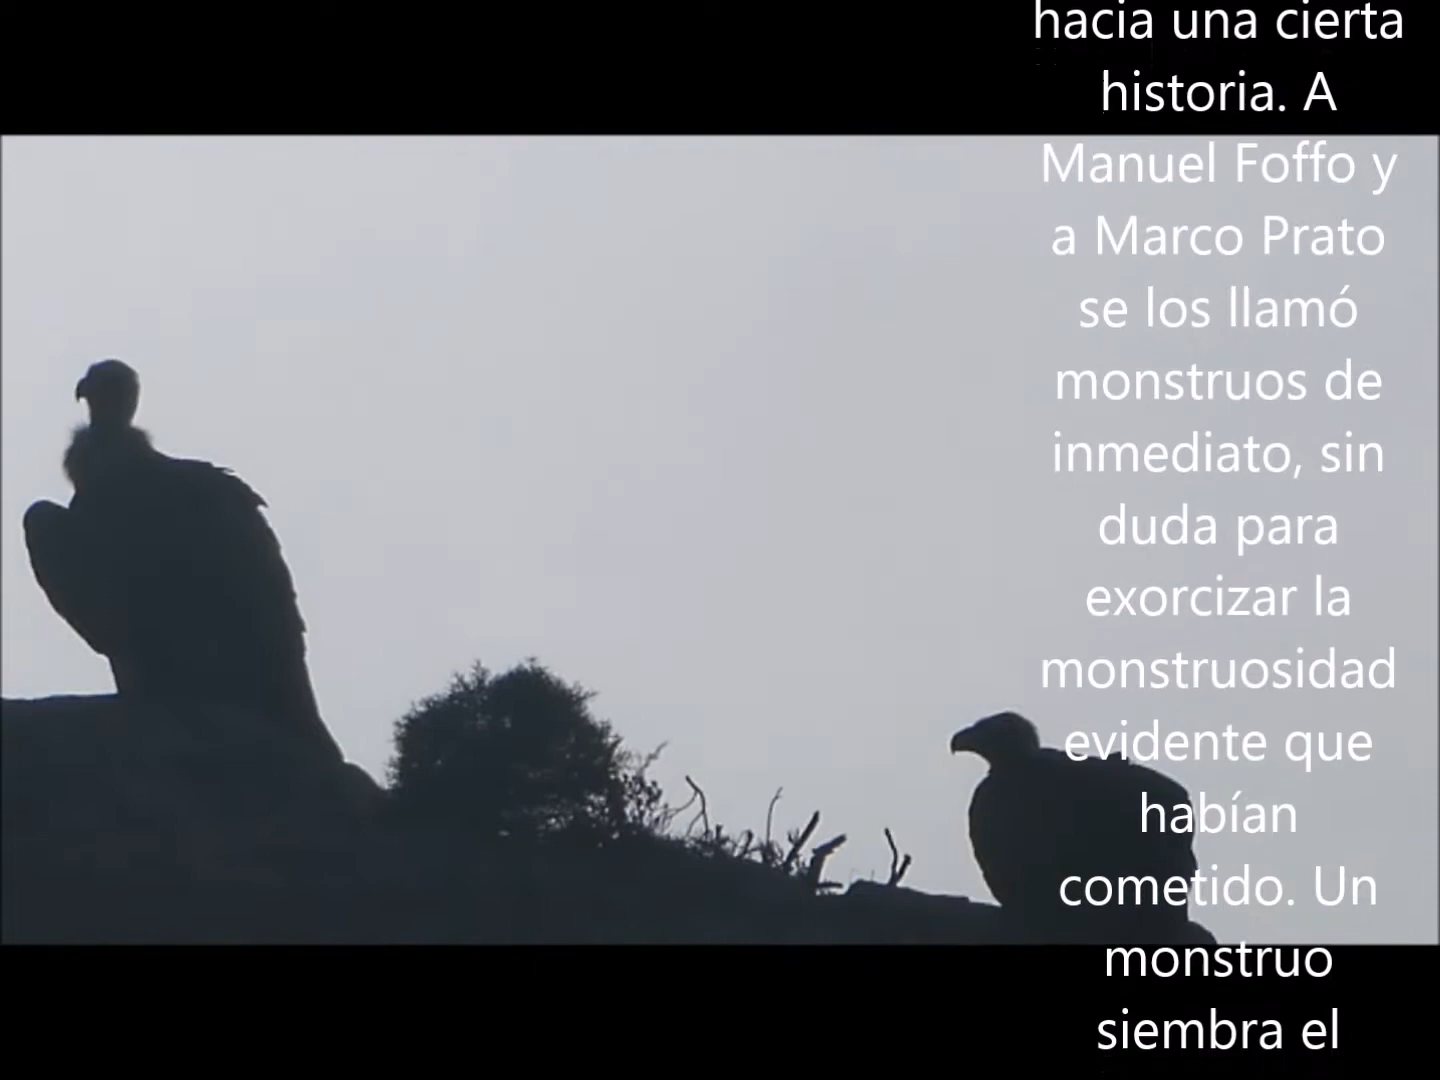 hacia una cierta
historia. A
Manuel Foffo y
a Marco Prato
se los llamó
monstruos de
inmediato, sin
duda para
exorcizar la
monstruosidad
evidente que
habían
cometido. Un
monstruo
siembra el